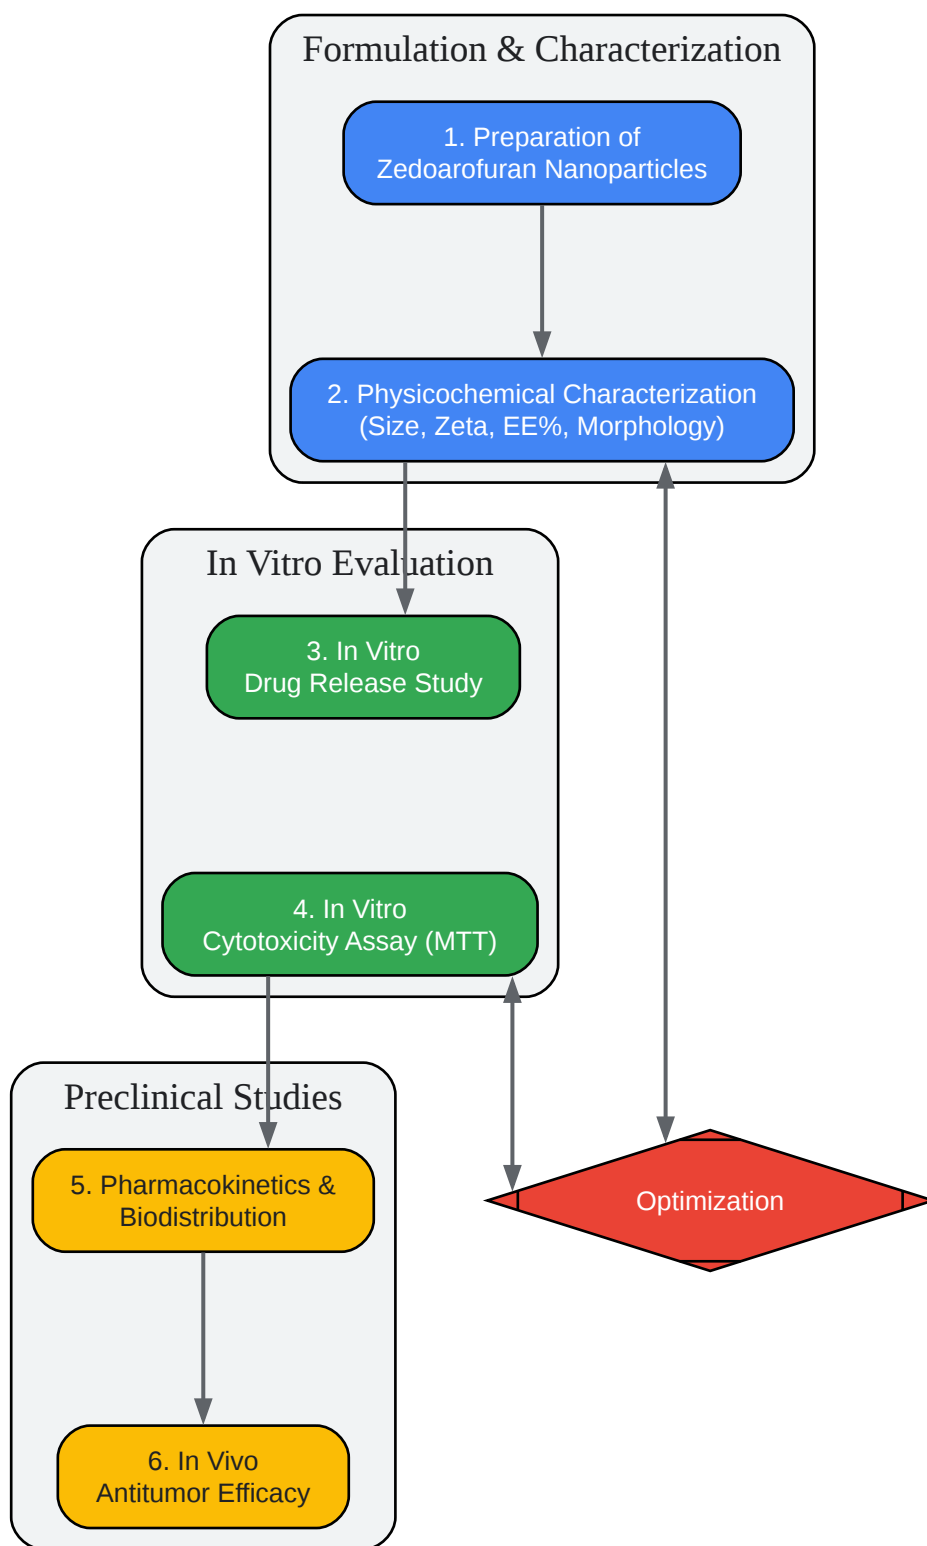 Formulation & Characterization
1. Preparation of
Zedoarofuran Nanoparticles
2. Physicochemical Characterization
(Size, Zeta, EE%, Morphology)
In Vitro Evaluation
3. In Vitro
Drug Release Study
4. In Vitro
Cytotoxicity Assay (MTT)
Preclinical Studies
5. Pharmacokinetics &
Biodistribution
Optimization
6. In Vivo
Antitumor Efficacy